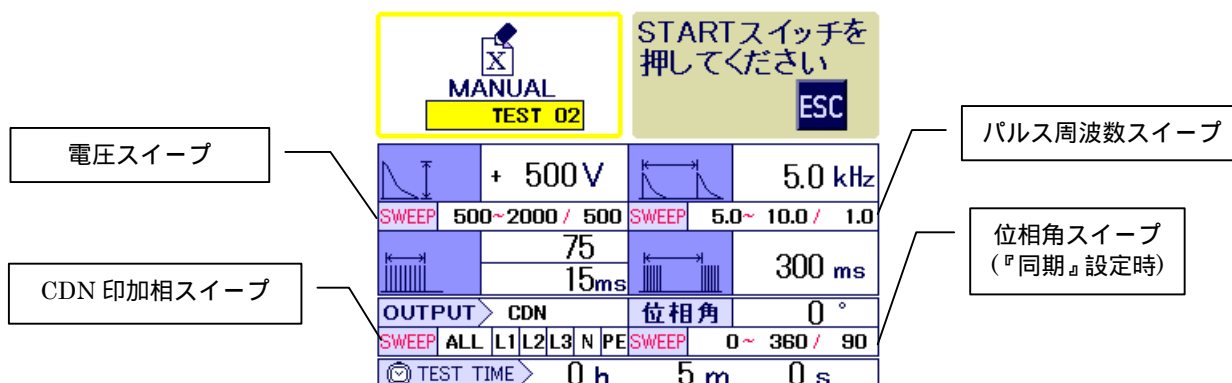 STARTスイッチを
押してください
ESC
X
MANUAL
TEST 02
電圧スイープ
パルス周波数スイープ
+ 500 V
5.0 kHz
SWEEP 500~2000 / 500
SWEEP 5.0~ 10.0 / 1.0
位相角スイープ
(『同期』設定時)
75
15ms
300 ms
CDN 印加相スイープ
OUTPUT CDN
位相角 0 °
SWEEP ALL L1 L2 L3 N PE
SWEEP 0~ 360 / 90
TEST TIME 0 h 5 m 0 s